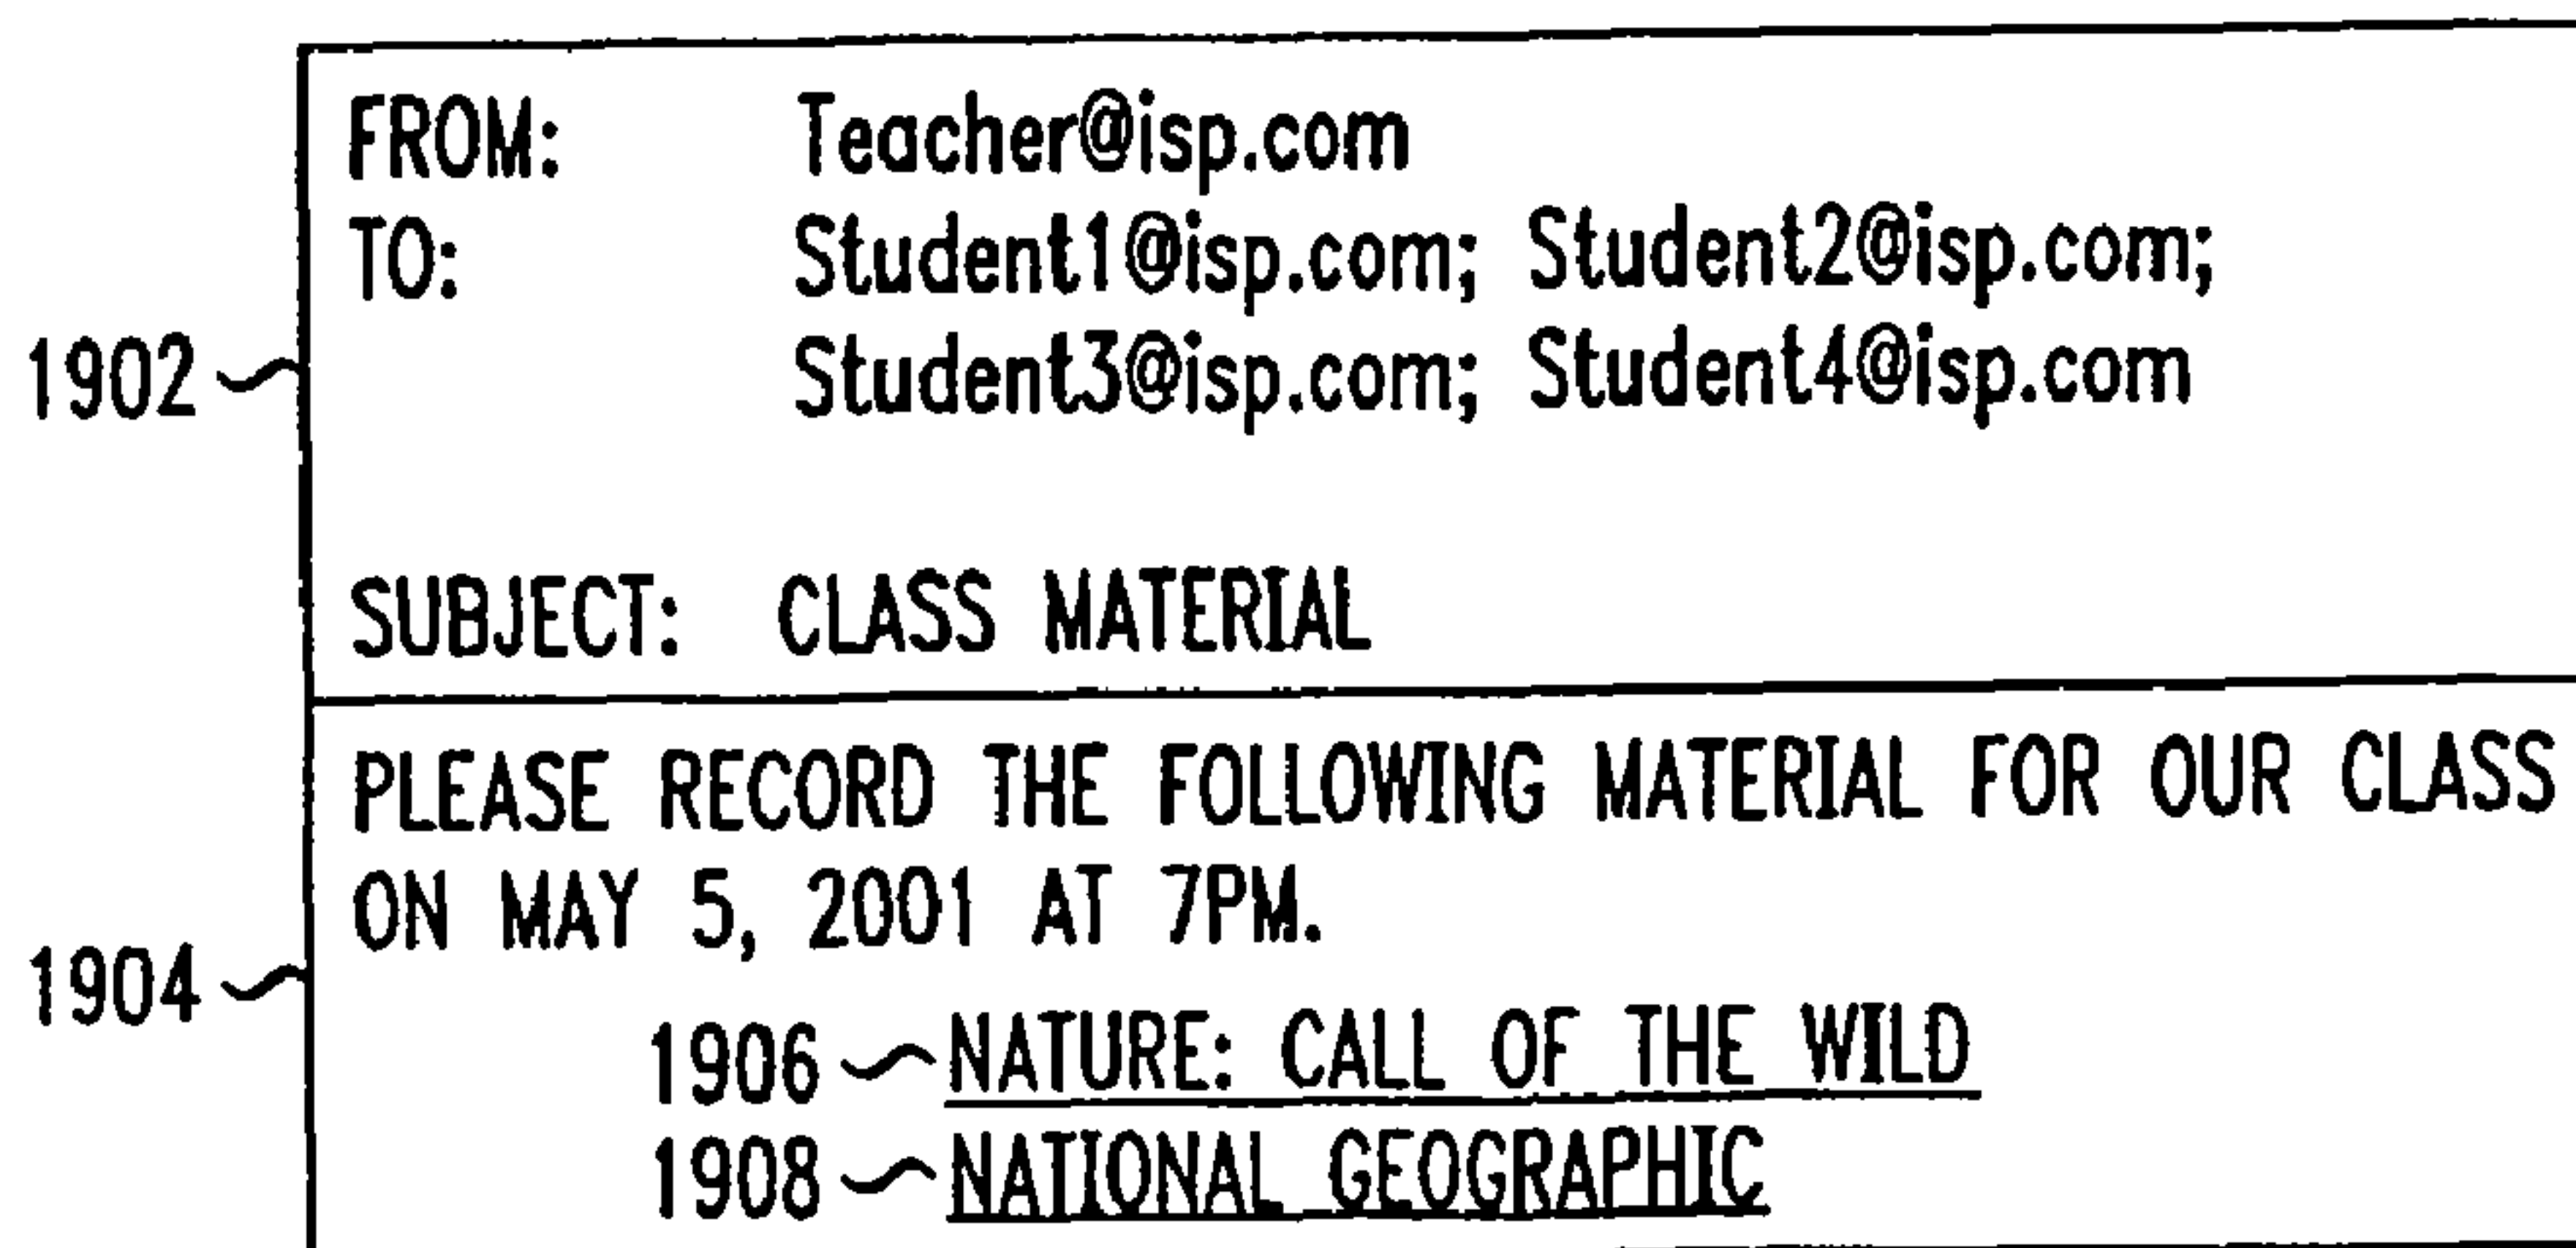 FROM: Teacher@isp.com
TO: Student1@isp.com; Student2@isp.com;
1902 Student3@isp.com; Student4@isp.com
SUBJECT: CLASS MATERIAL
PLEASE RECORD THE FOLLOWING MATERIAL FOR OUR CLASS
ON MAY 5, 2001 AT 7PM.
1904
1906 NATURE: CALL OF THE WILD
1908 NATIONAL GEOGRAPHIC